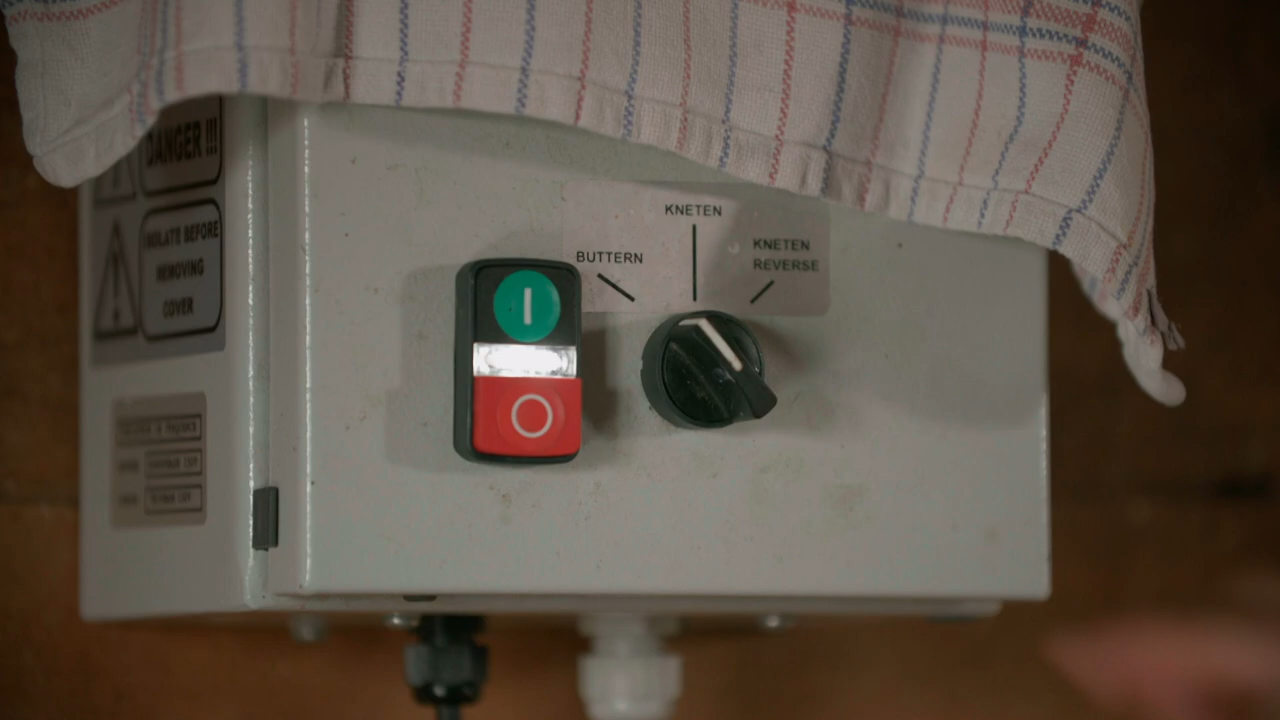 DANGER !!!
ISOLATE BEFORE
REMOVING
COVER
KNETEN
BUTTERN
KNETEN
REVERSE
I
O